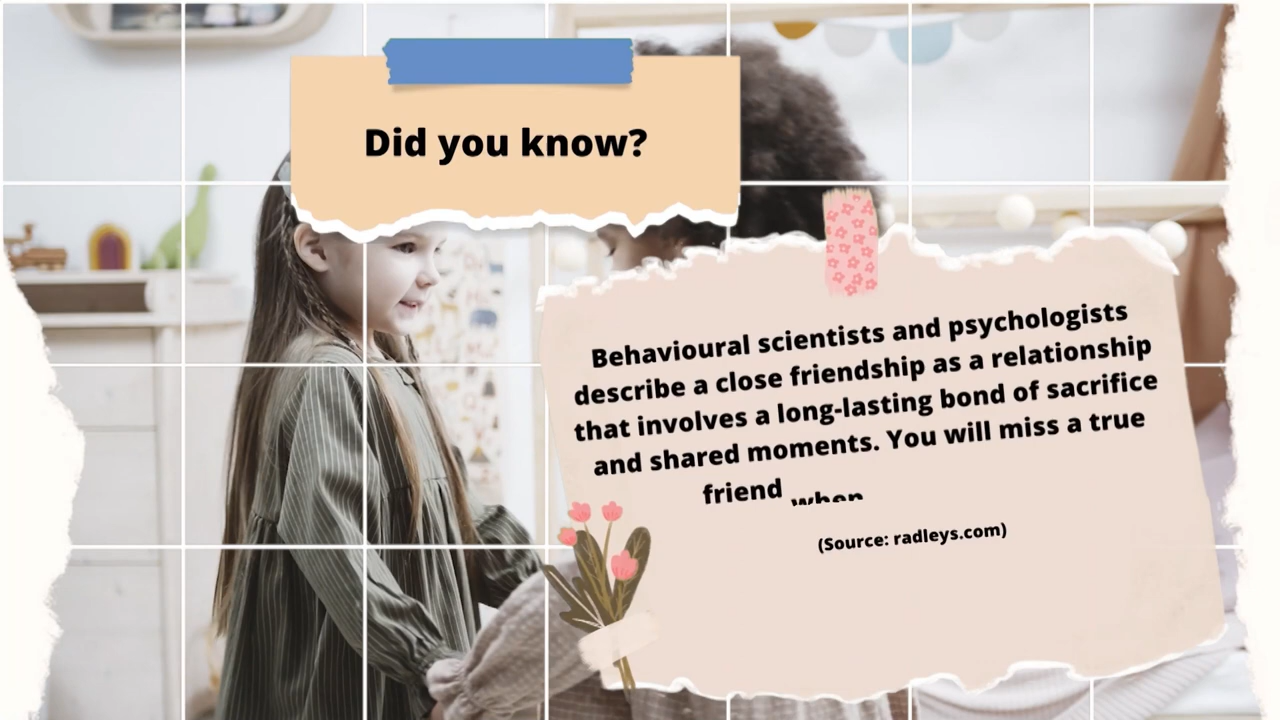 Did you know?
Behavioural scientists and psychologists
describe a close friendship as a relationship
that involves a long-lasting bond of sacrifice
and shared moments. You will miss a true
friend when
(Source: radleys.com)